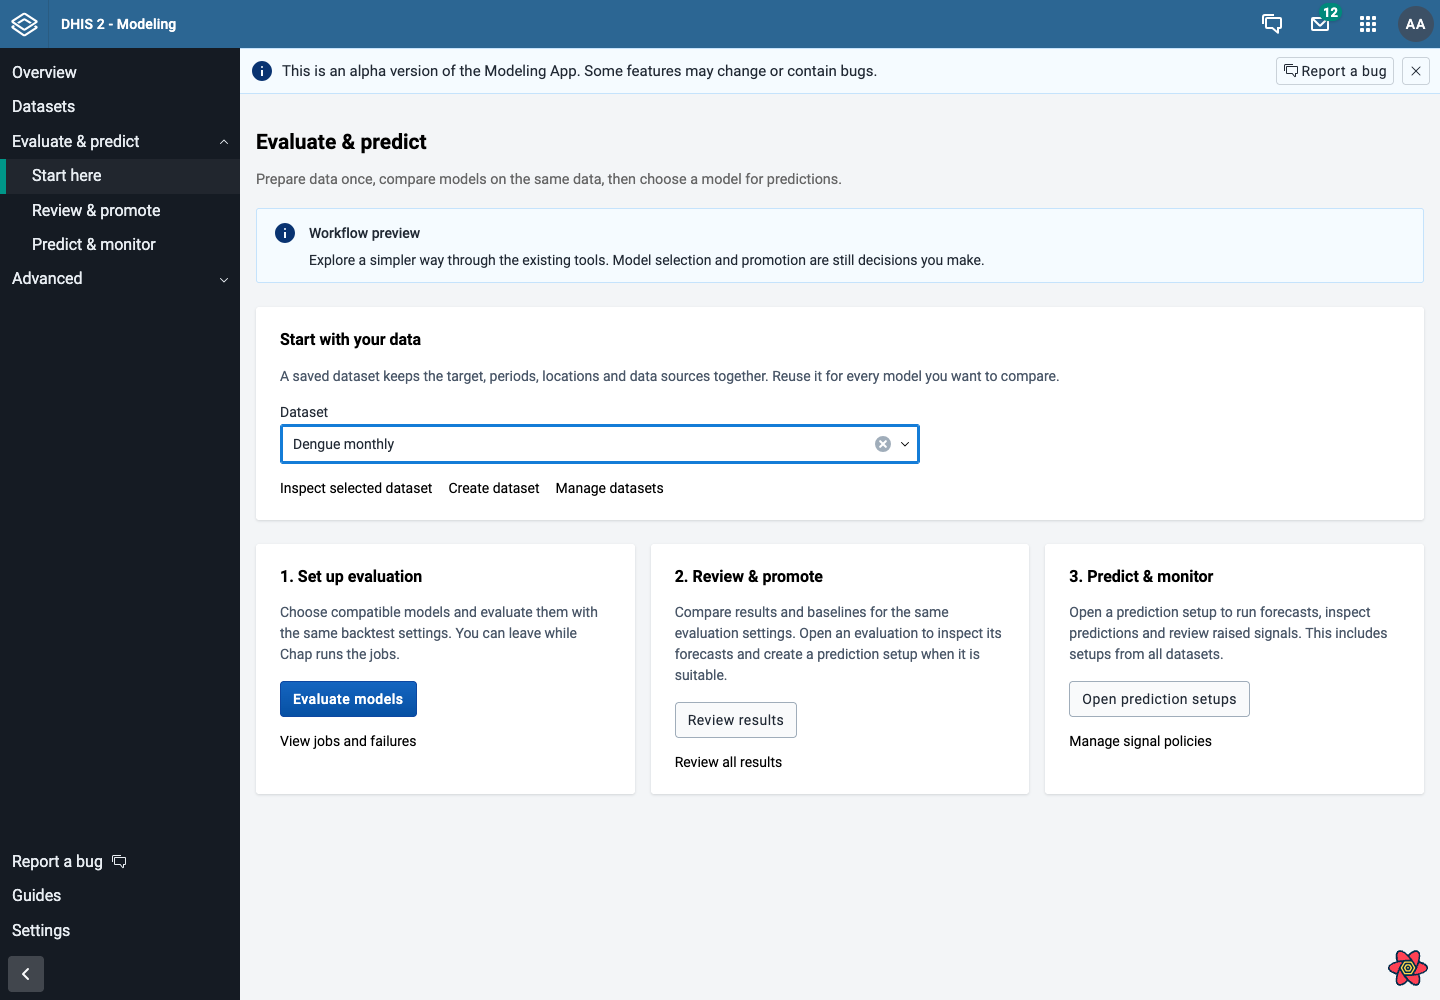 DHIS 2 - Modeling
12
AA
Overview
Datasets
Evaluate & predict
Start here
Review & promote
Predict & monitor
Advanced
Report a bug
Guides
Settings
This is an alpha version of the Modeling App. Some features may change or contain bugs.
Report a bug
Evaluate & predict
Prepare data once, compare models on the same data, then choose a model for predictions.
Workflow preview
Explore a simpler way through the existing tools. Model selection and promotion are still decisions you make.
Start with your data
A saved dataset keeps the target, periods, locations and data sources together. Reuse it for every model you want to compare.
Dataset
Dengue monthly
Inspect selected dataset Create dataset Manage datasets
1. Set up evaluation
Choose compatible models and evaluate them with
the same backtest settings. You can leave while
Chap runs the jobs.
Evaluate models
View jobs and failures
2. Review & promote
Compare results and baselines for the same
evaluation settings. Open an evaluation to inspect its
forecasts and create a prediction setup when it is
suitable.
Review results
Review all results
3. Predict & monitor
Open a prediction setup to run forecasts, inspect
predictions and review raised signals. This includes
setups from all datasets.
Open prediction setups
Manage signal policies